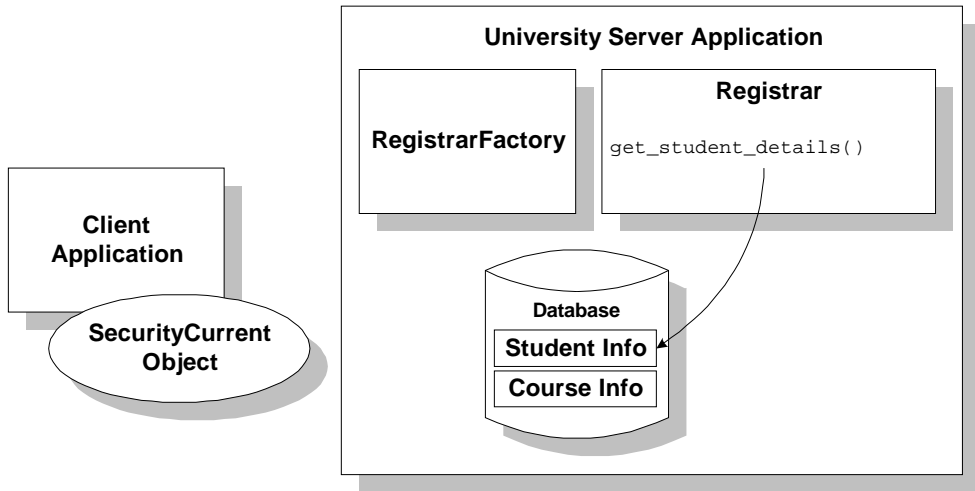 University Server Application
RegistrarFactory
Registrar
get_student_details()
Client
Application
SecurityCurrent
Object
Database
Student Info
Course Info